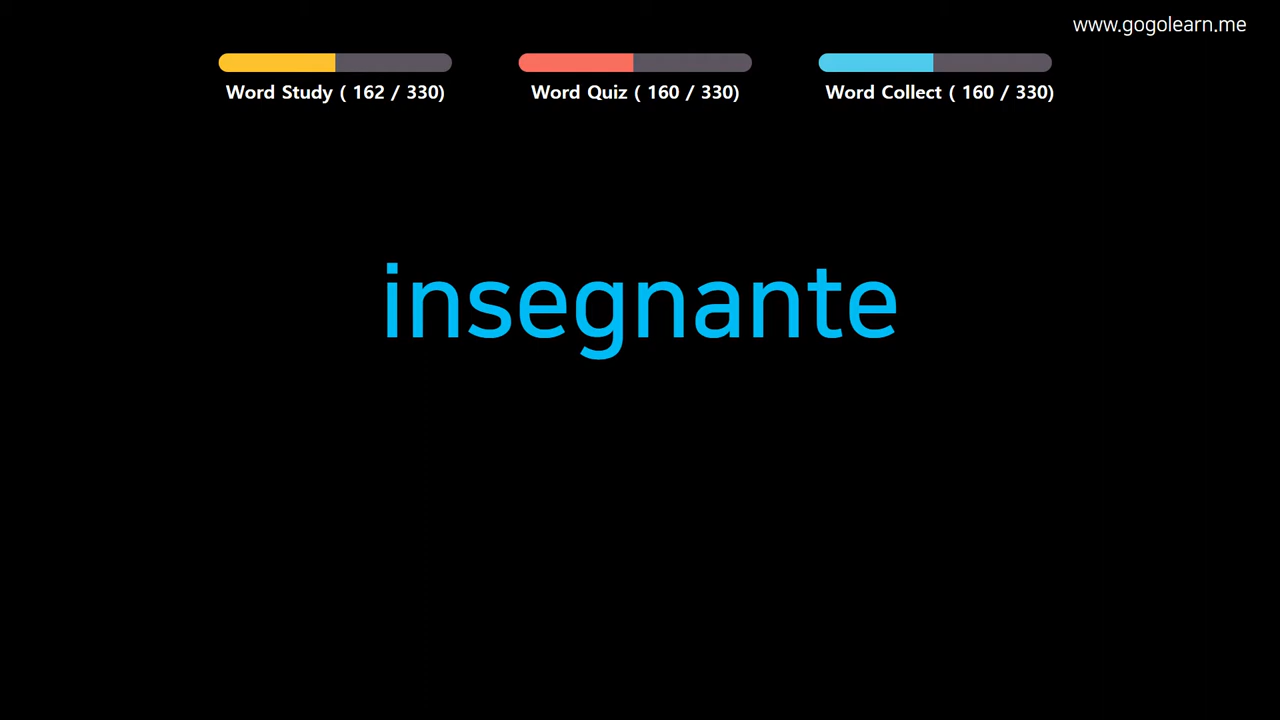 www.gogolearn.me
Word Study ( 162 / 330)
Word Quiz ( 160 / 330)
Word Collect ( 160 / 330)
insegnante